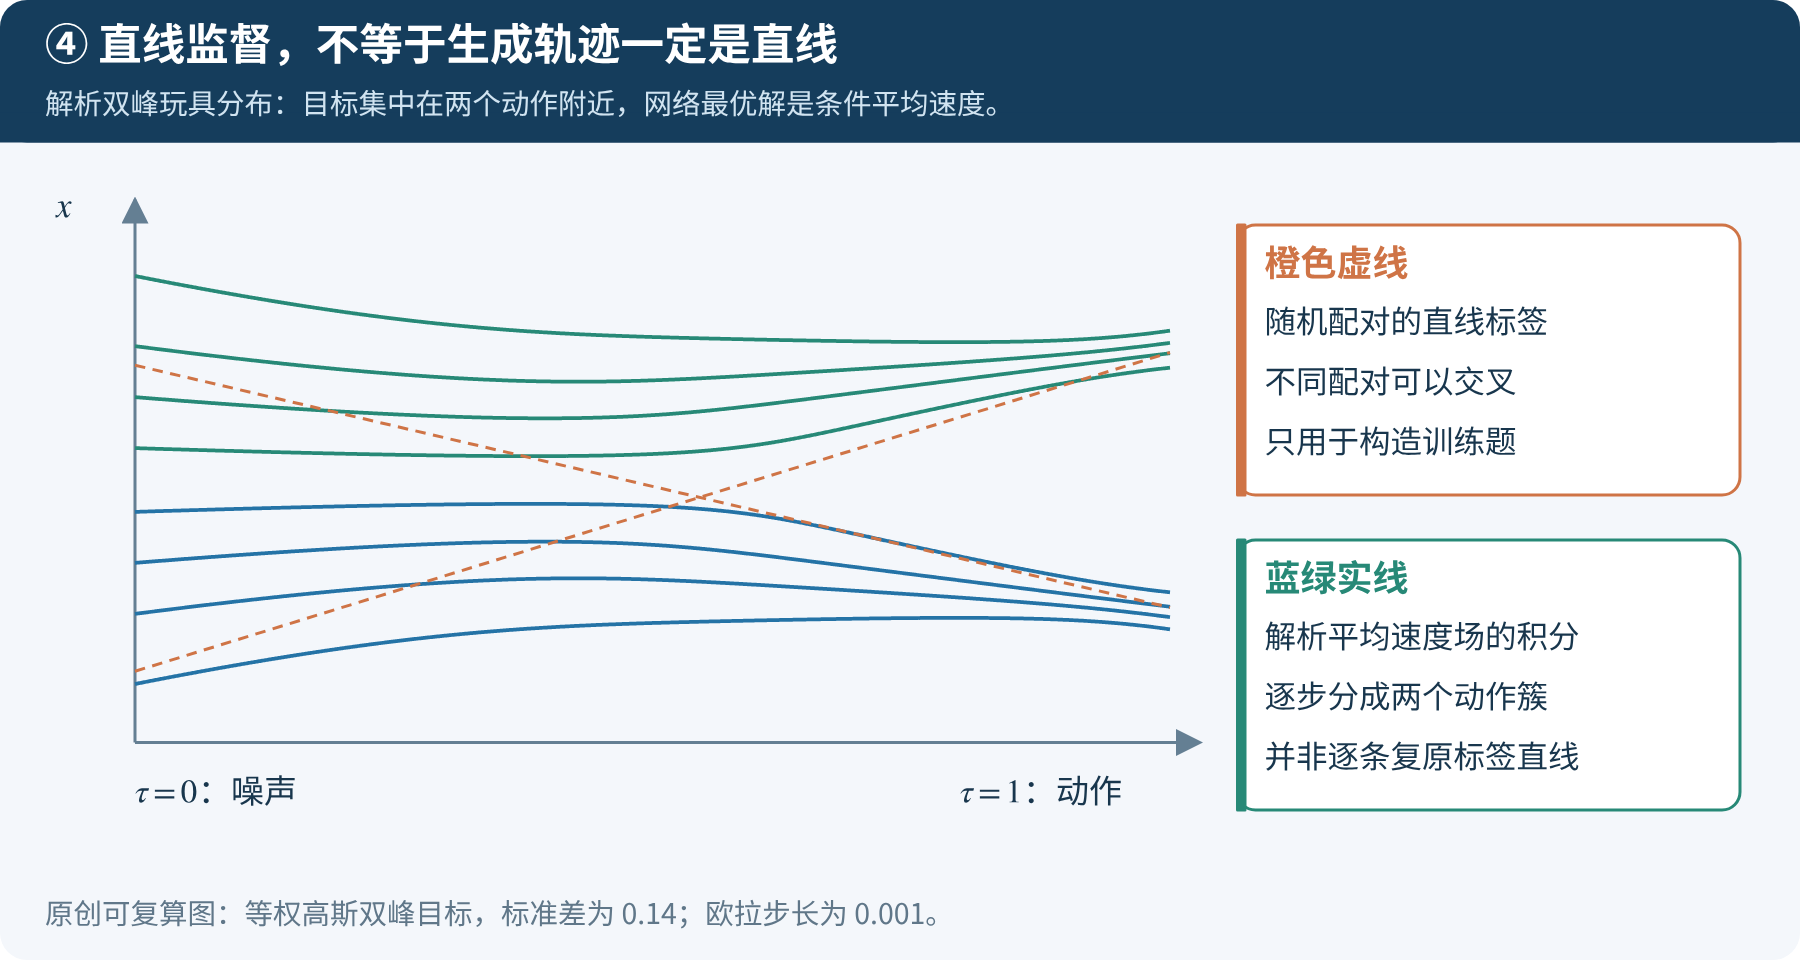 ④ 直线监督，不等于生成轨迹一定是直线
解析双峰玩具分布：目标集中在两个动作附近，网络最优解是条件平均速度。
x
橙色虚线
随机配对的直线标签
不同配对可以交叉
只用于构造训练题
蓝绿实线
解析平均速度场的积分
逐步分成两个动作簇
并非逐条复原标签直线
τ=0：噪声
τ=1：动作
原创可复算图：等权高斯双峰目标，标准差为 0.14；欧拉步长为 0.001。